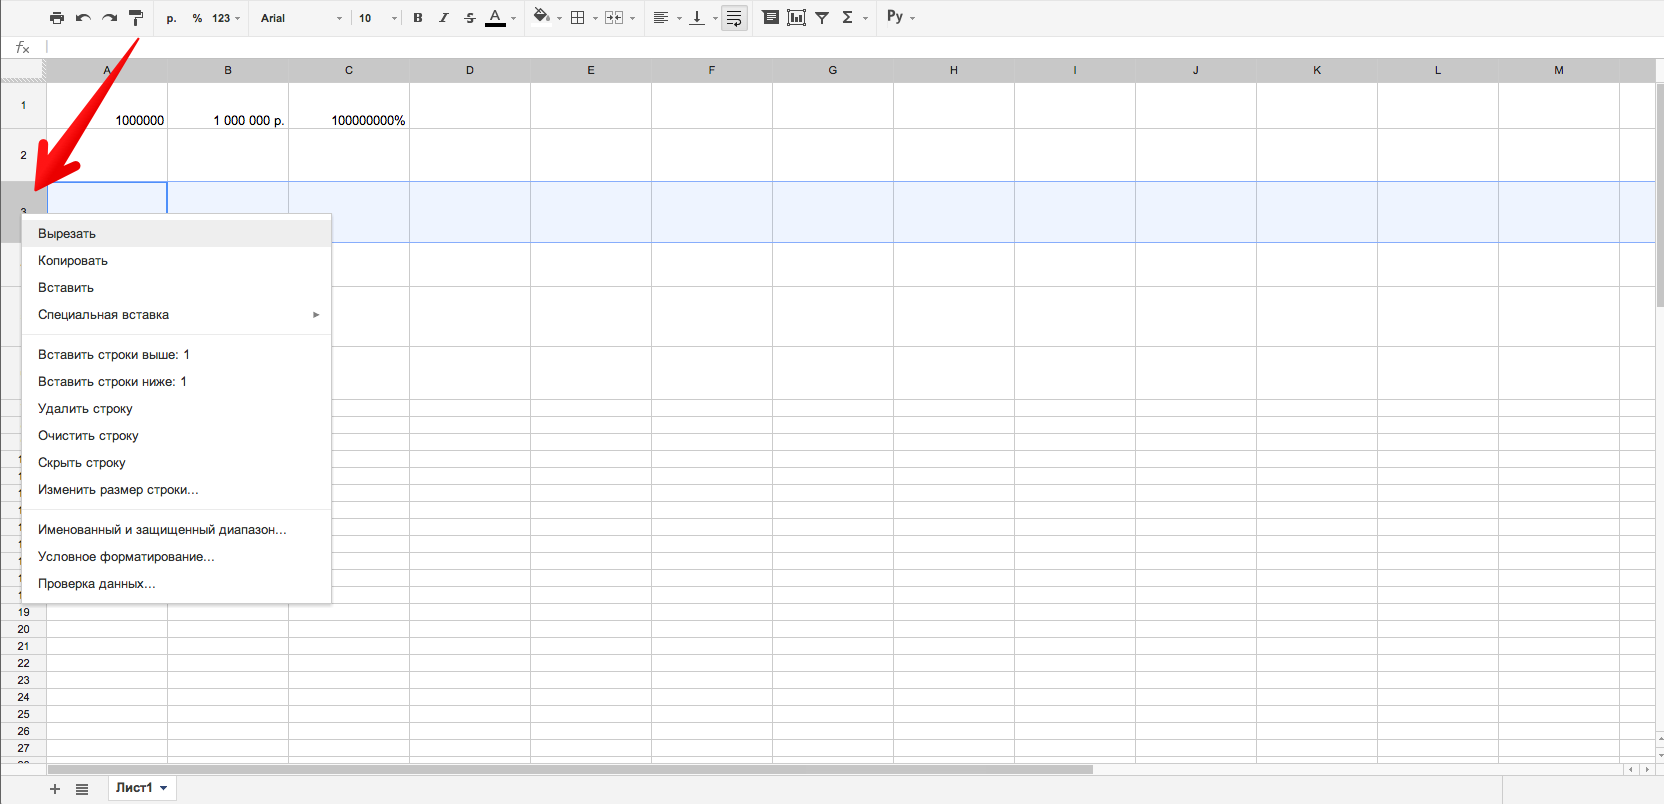 р. % 123 Arial 10 B I S A Σ Ру
fx
A B C D E F G H I J K L M
1 1000000 1 000 000 р. 100000000%
2
3
Вырезать
Копировать
Вставить
Специальная вставка
Вставить строки выше: 1
Вставить строки ниже: 1
Удалить строку
Очистить строку
Скрыть строку
Изменить размер строки...
Именованный и защищенный диапазон...
Условное форматирование...
Проверка данных...
19
20
21
22
23
24
25
26
27
Лист1